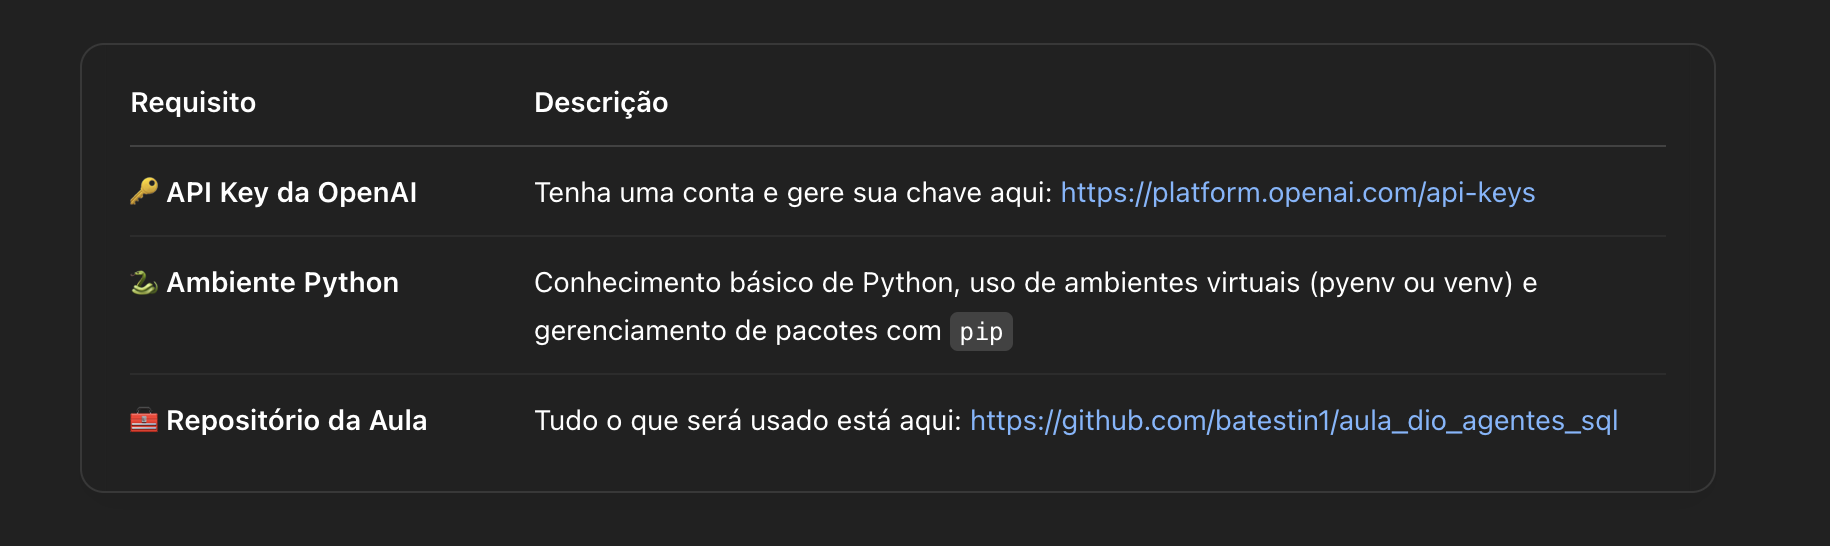 Requisito Descrição
🔑 API Key da OpenAI Tenha uma conta e gere sua chave aqui: https://platform.openai.com/api-keys
🐍 Ambiente Python Conhecimento básico de Python, uso de ambientes virtuais (pyenv ou venv) e
gerenciamento de pacotes com pip
🧰 Repositório da Aula Tudo o que será usado está aqui: https://github.com/batestin1/aula_dio_agentes_sql